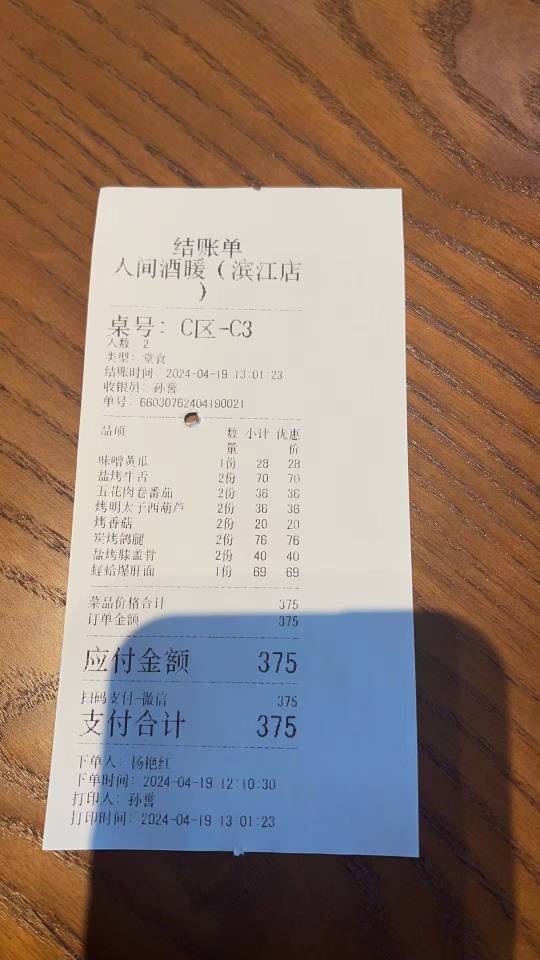 结账单
人间酒暖（滨江店
）
桌号：C区-C3
人数：2
类型：堂食
结账时间：2024-04-19 13:01:23
收银员：孙誉
单号：66030762404190021
品项 数量 小计 优惠价
味噌黄瓜 1份 28 28
盐烤牛舌 2份 70 70
五花肉卷番茄 2份 36 36
烤明太子西葫芦 2份 36 36
烤香菇 2份 20 20
炭烤鸽腿 2份 76 76
盐烤膝盖骨 2份 40 40
蛏蛤爆肝面 1份 69 69
菜品价格合计 375
订单金额 375
应付金额 375
扫码支付-微信 375
支付合计 375
下单人：杨艳红
下单时间：2024-04-19 12:10:30
打印人：孙誉
打印时间：2024-04-19 13:01:23